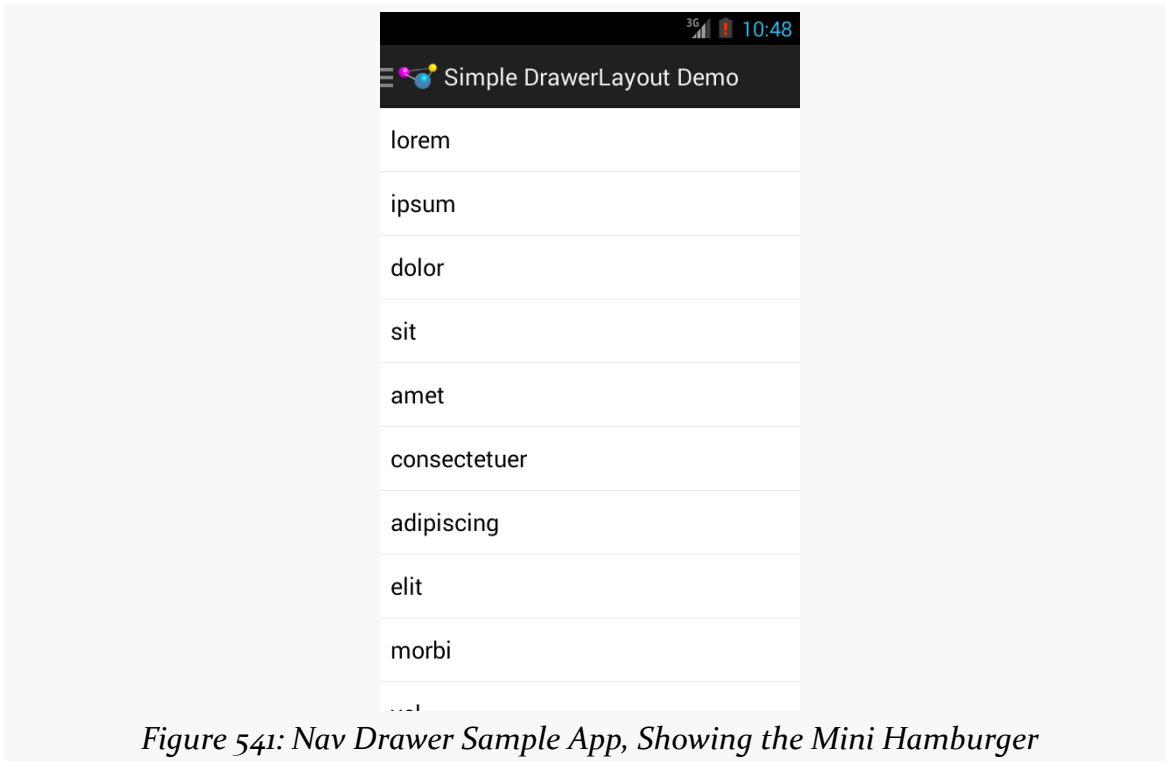 3G 10:48
Simple DrawerLayout Demo
lorem
ipsum
dolor
sit
amet
consectetuer
adipiscing
elit
morbi
Figure 541: Nav Drawer Sample App, Showing the Mini Hamburger